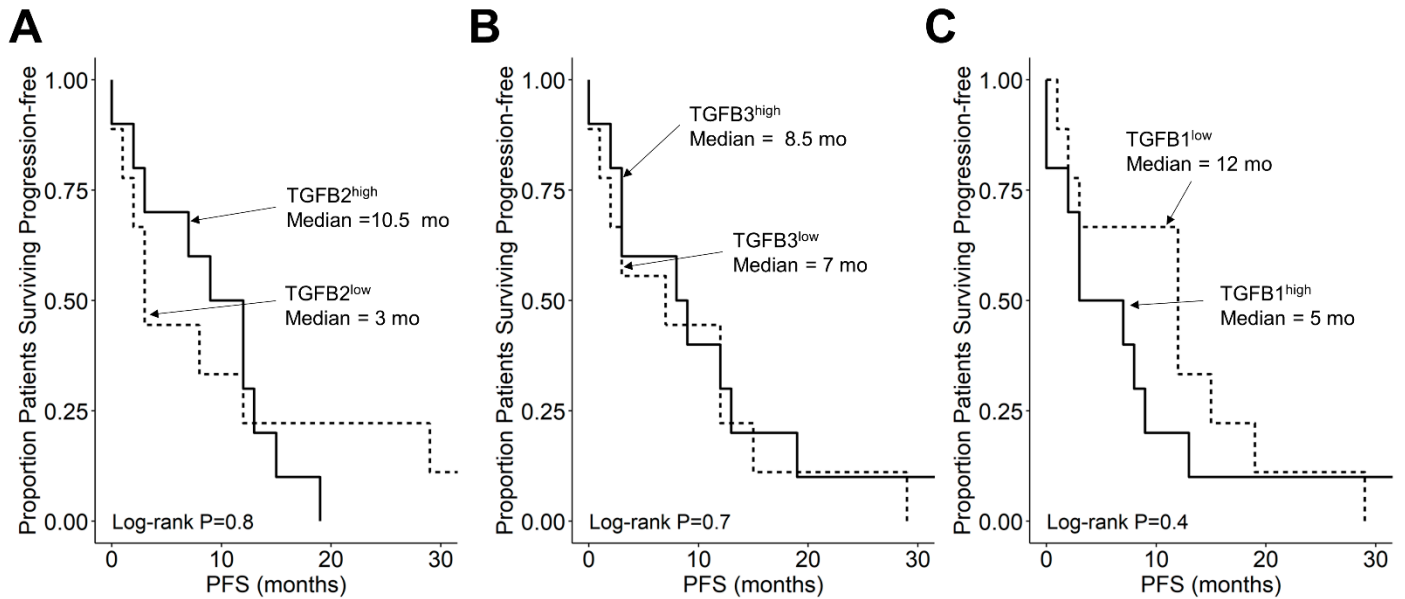 A
Proportion Patients Surviving Progression-free
1.00
0.75
0.50
0.25
0.00
TGFB2high
Median =10.5 mo
TGFB2low
Median = 3 mo
Log-rank P=0.8
0 10 20 30
PFS (months)
B
Proportion Patients Surviving Progression-free
1.00
0.75
0.50
0.25
0.00
TGFB3high
Median = 8.5 mo
TGFB3low
Median = 7 mo
Log-rank P=0.7
0 10 20 30
PFS (months)
C
Proportion Patients Surviving Progression-free
1.00
0.75
0.50
0.25
0.00
TGFB1low
Median = 12 mo
TGFB1high
Median = 5 mo
Log-rank P=0.4
0 10 20 30
PFS (months)